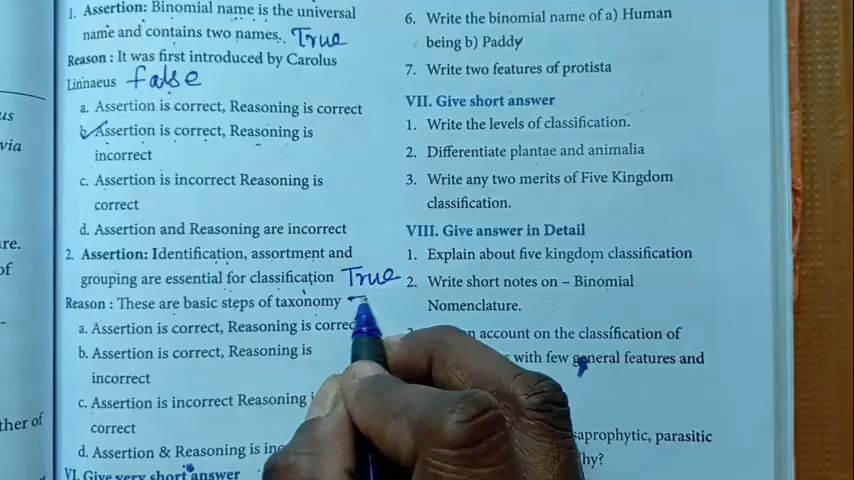 1. Assertion: Binomial name is the universal
name and contains two names. True
Reason : It was first introduced by Carolus
Linnaeus false
a. Assertion is correct, Reasoning is correct
b. Assertion is correct, Reasoning is
incorrect
c. Assertion is incorrect Reasoning is
correct
d. Assertion and Reasoning are incorrect
2. Assertion: Identification, assortment and
grouping are essential for classification True
Reason : These are basic steps of taxonomy
a. Assertion is correct, Reasoning is correc
b. Assertion is correct, Reasoning is
incorrect
c. Assertion is incorrect Reasoning
correct
d. Assertion & Reasoning is inc
VI. Give very short answer
6. Write the binomial name of a) Human
being b) Paddy
7. Write two features of protista
VII. Give short answer
1. Write the levels of classification.
2. Differentiate plantae and animalia
3. Write any two merits of Five Kingdom
classification.
VIII. Give answer in Detail
1. Explain about five kingdom classification
2. Write short notes on – Binomial
Nomenclature.
an account on the classification of
with few general features and
saprophytic, parasitic
hy?
us
via
re.
of
ther of